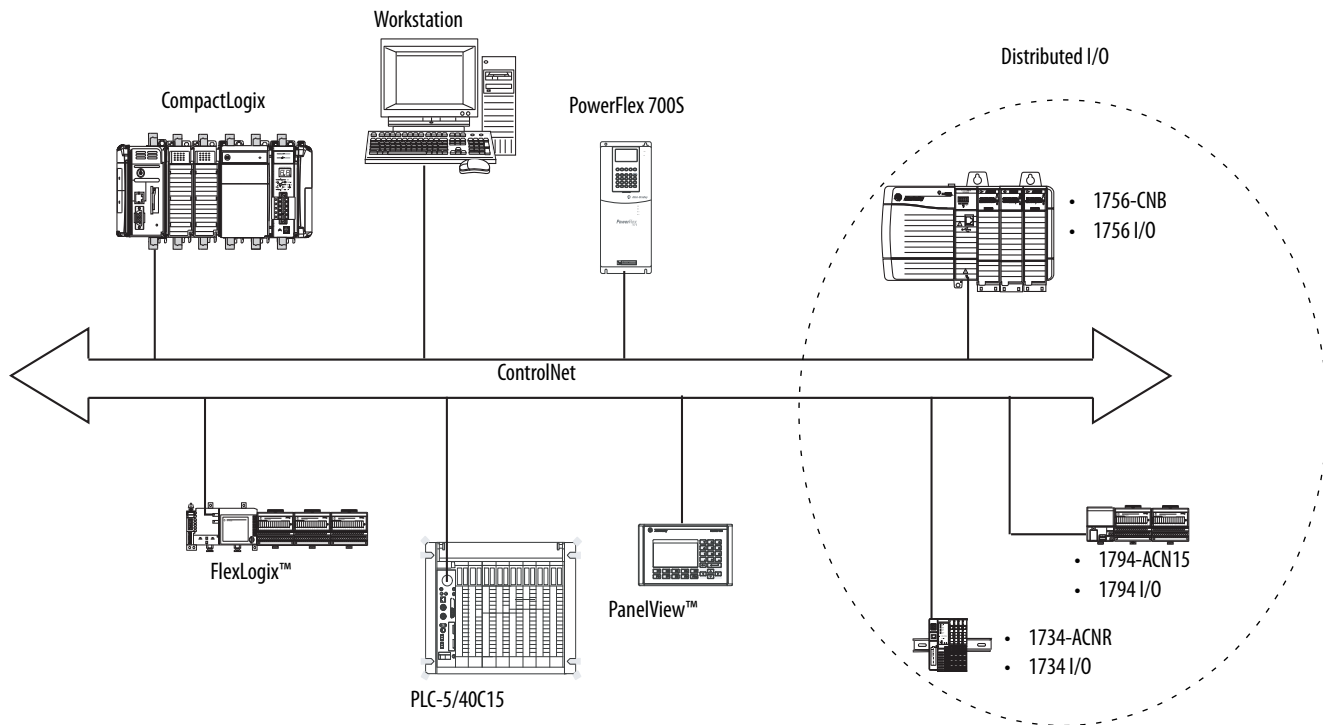 Workstation
Distributed I/O
CompactLogix
PowerFlex 700S
• 1756-CNB
• 1756 I/O
ControlNet
FlexLogix™
PanelView™
PLC-5/40C15
• 1794-ACN15
• 1794 I/O
• 1734-ACNR
• 1734 I/O